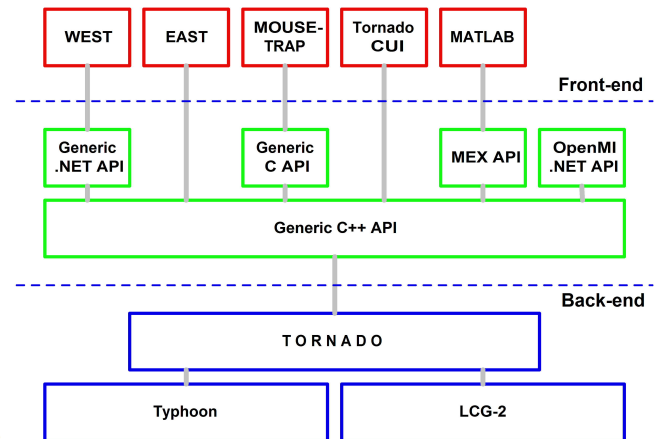 WEST
EAST
MOUSE-
TRAP
Tornado
CUI
MATLAB
Front-end
Generic
.NET API
Generic
C API
MEX API
OpenMI
.NET API
Generic C++ API
Back-end
T O R N A D O
Typhoon
LCG-2